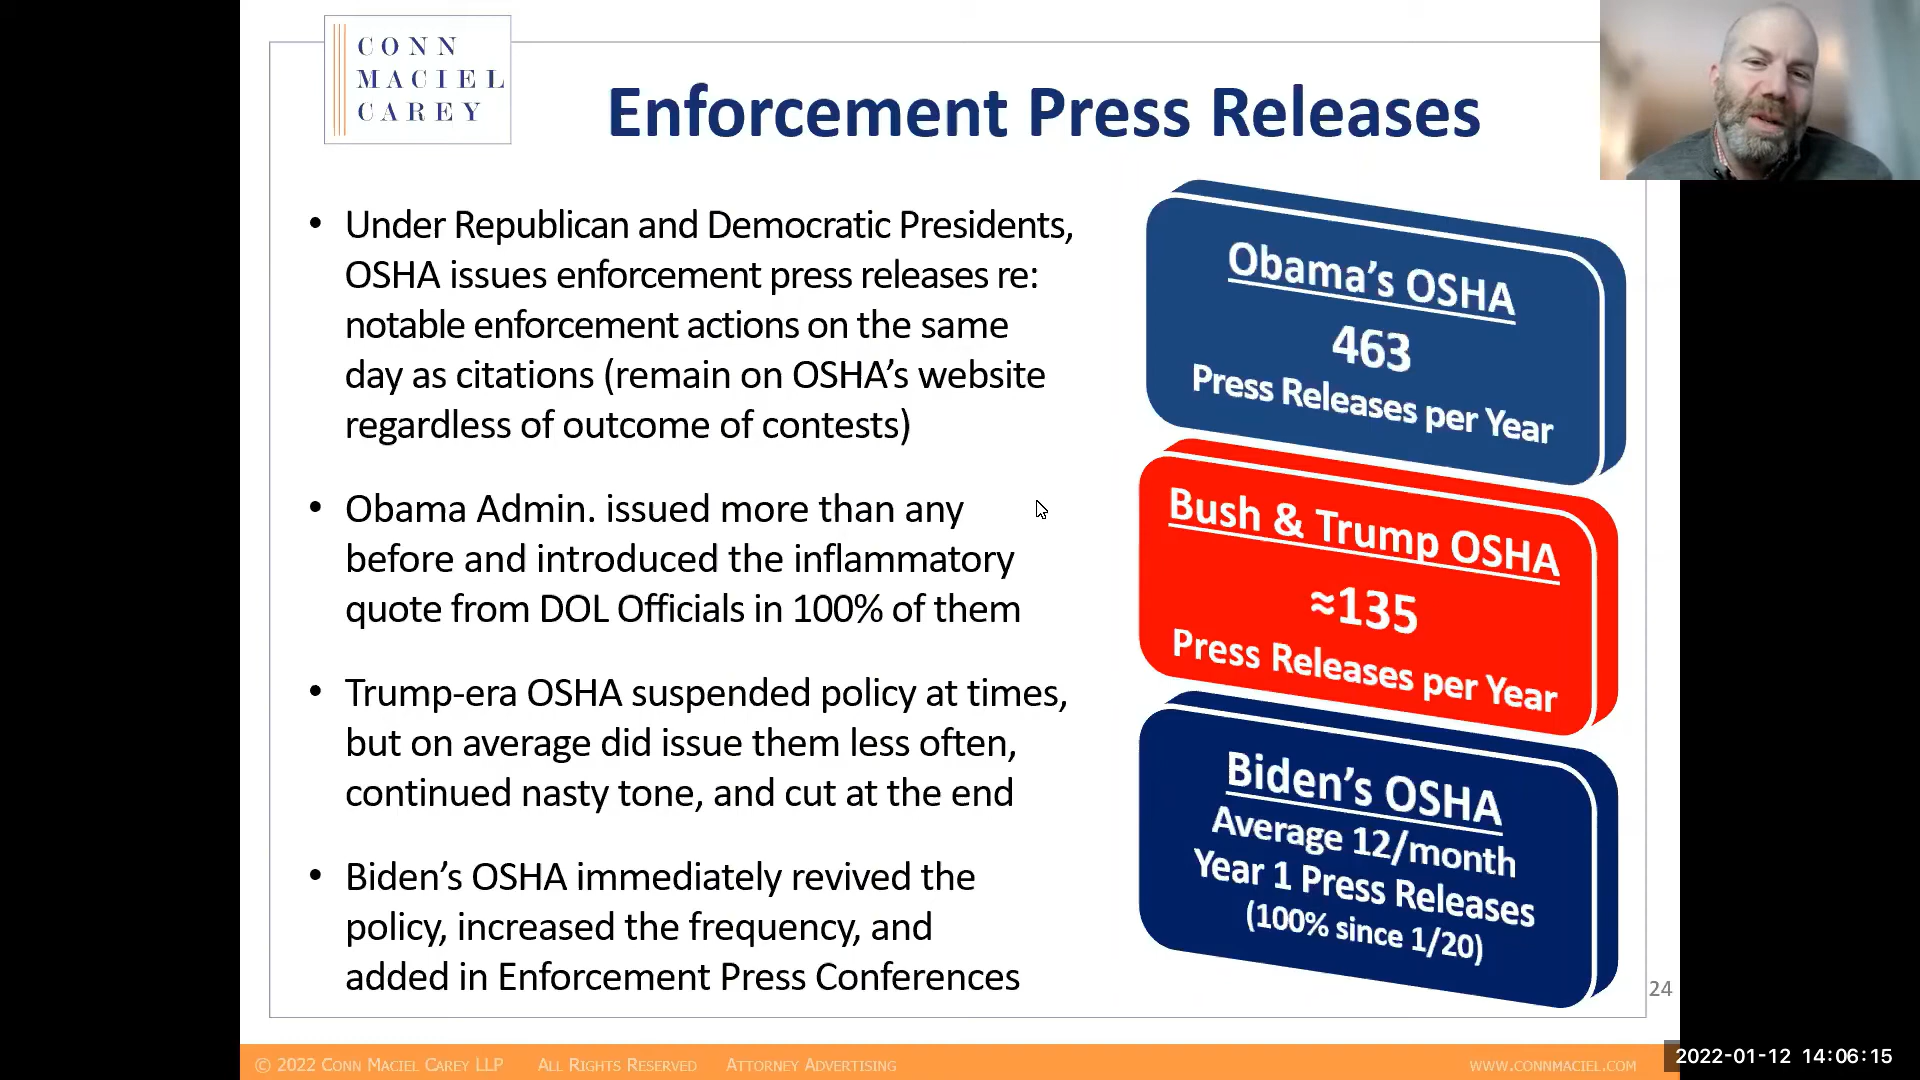 CONN
MACIEL
CAREY
Enforcement Press Releases
• Under Republican and Democratic Presidents,
OSHA issues enforcement press releases re:
notable enforcement actions on the same
day as citations (remain on OSHA’s website
regardless of outcome of contests)
• Obama Admin. issued more than any
before and introduced the inflammatory
quote from DOL Officials in 100% of them
• Trump-era OSHA suspended policy at times,
but on average did issue them less often,
continued nasty tone, and cut at the end
• Biden’s OSHA immediately revived the
policy, increased the frequency, and
added in Enforcement Press Conferences
Obama’s OSHA
463
Press Releases per Year
Bush & Trump OSHA
≈135
Press Releases per Year
Biden’s OSHA
Average 12/month
Year 1 Press Releases
(100% since 1/20)
24
© 2022 CONN MACIEL CAREY LLP ALL RIGHTS RESERVED ATTORNEY ADVERTISING
WWW.CONNMACIEL.COM
2022-01-12 14:06:15